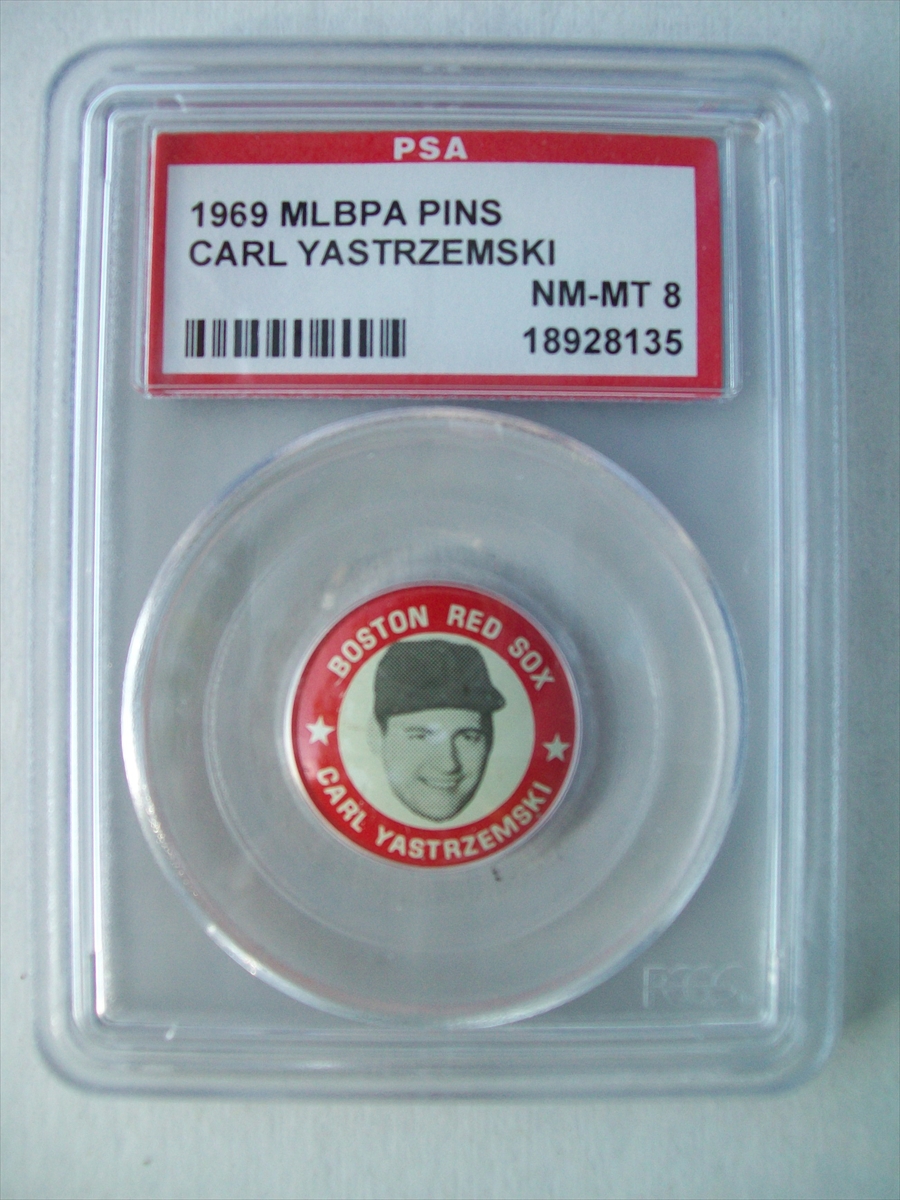 PSA
1969 MLBPA PINS
CARL YASTRZEMSKI
NM-MT 8
18928135
BOSTON RED SOX
CARL YASTRZEMSKI